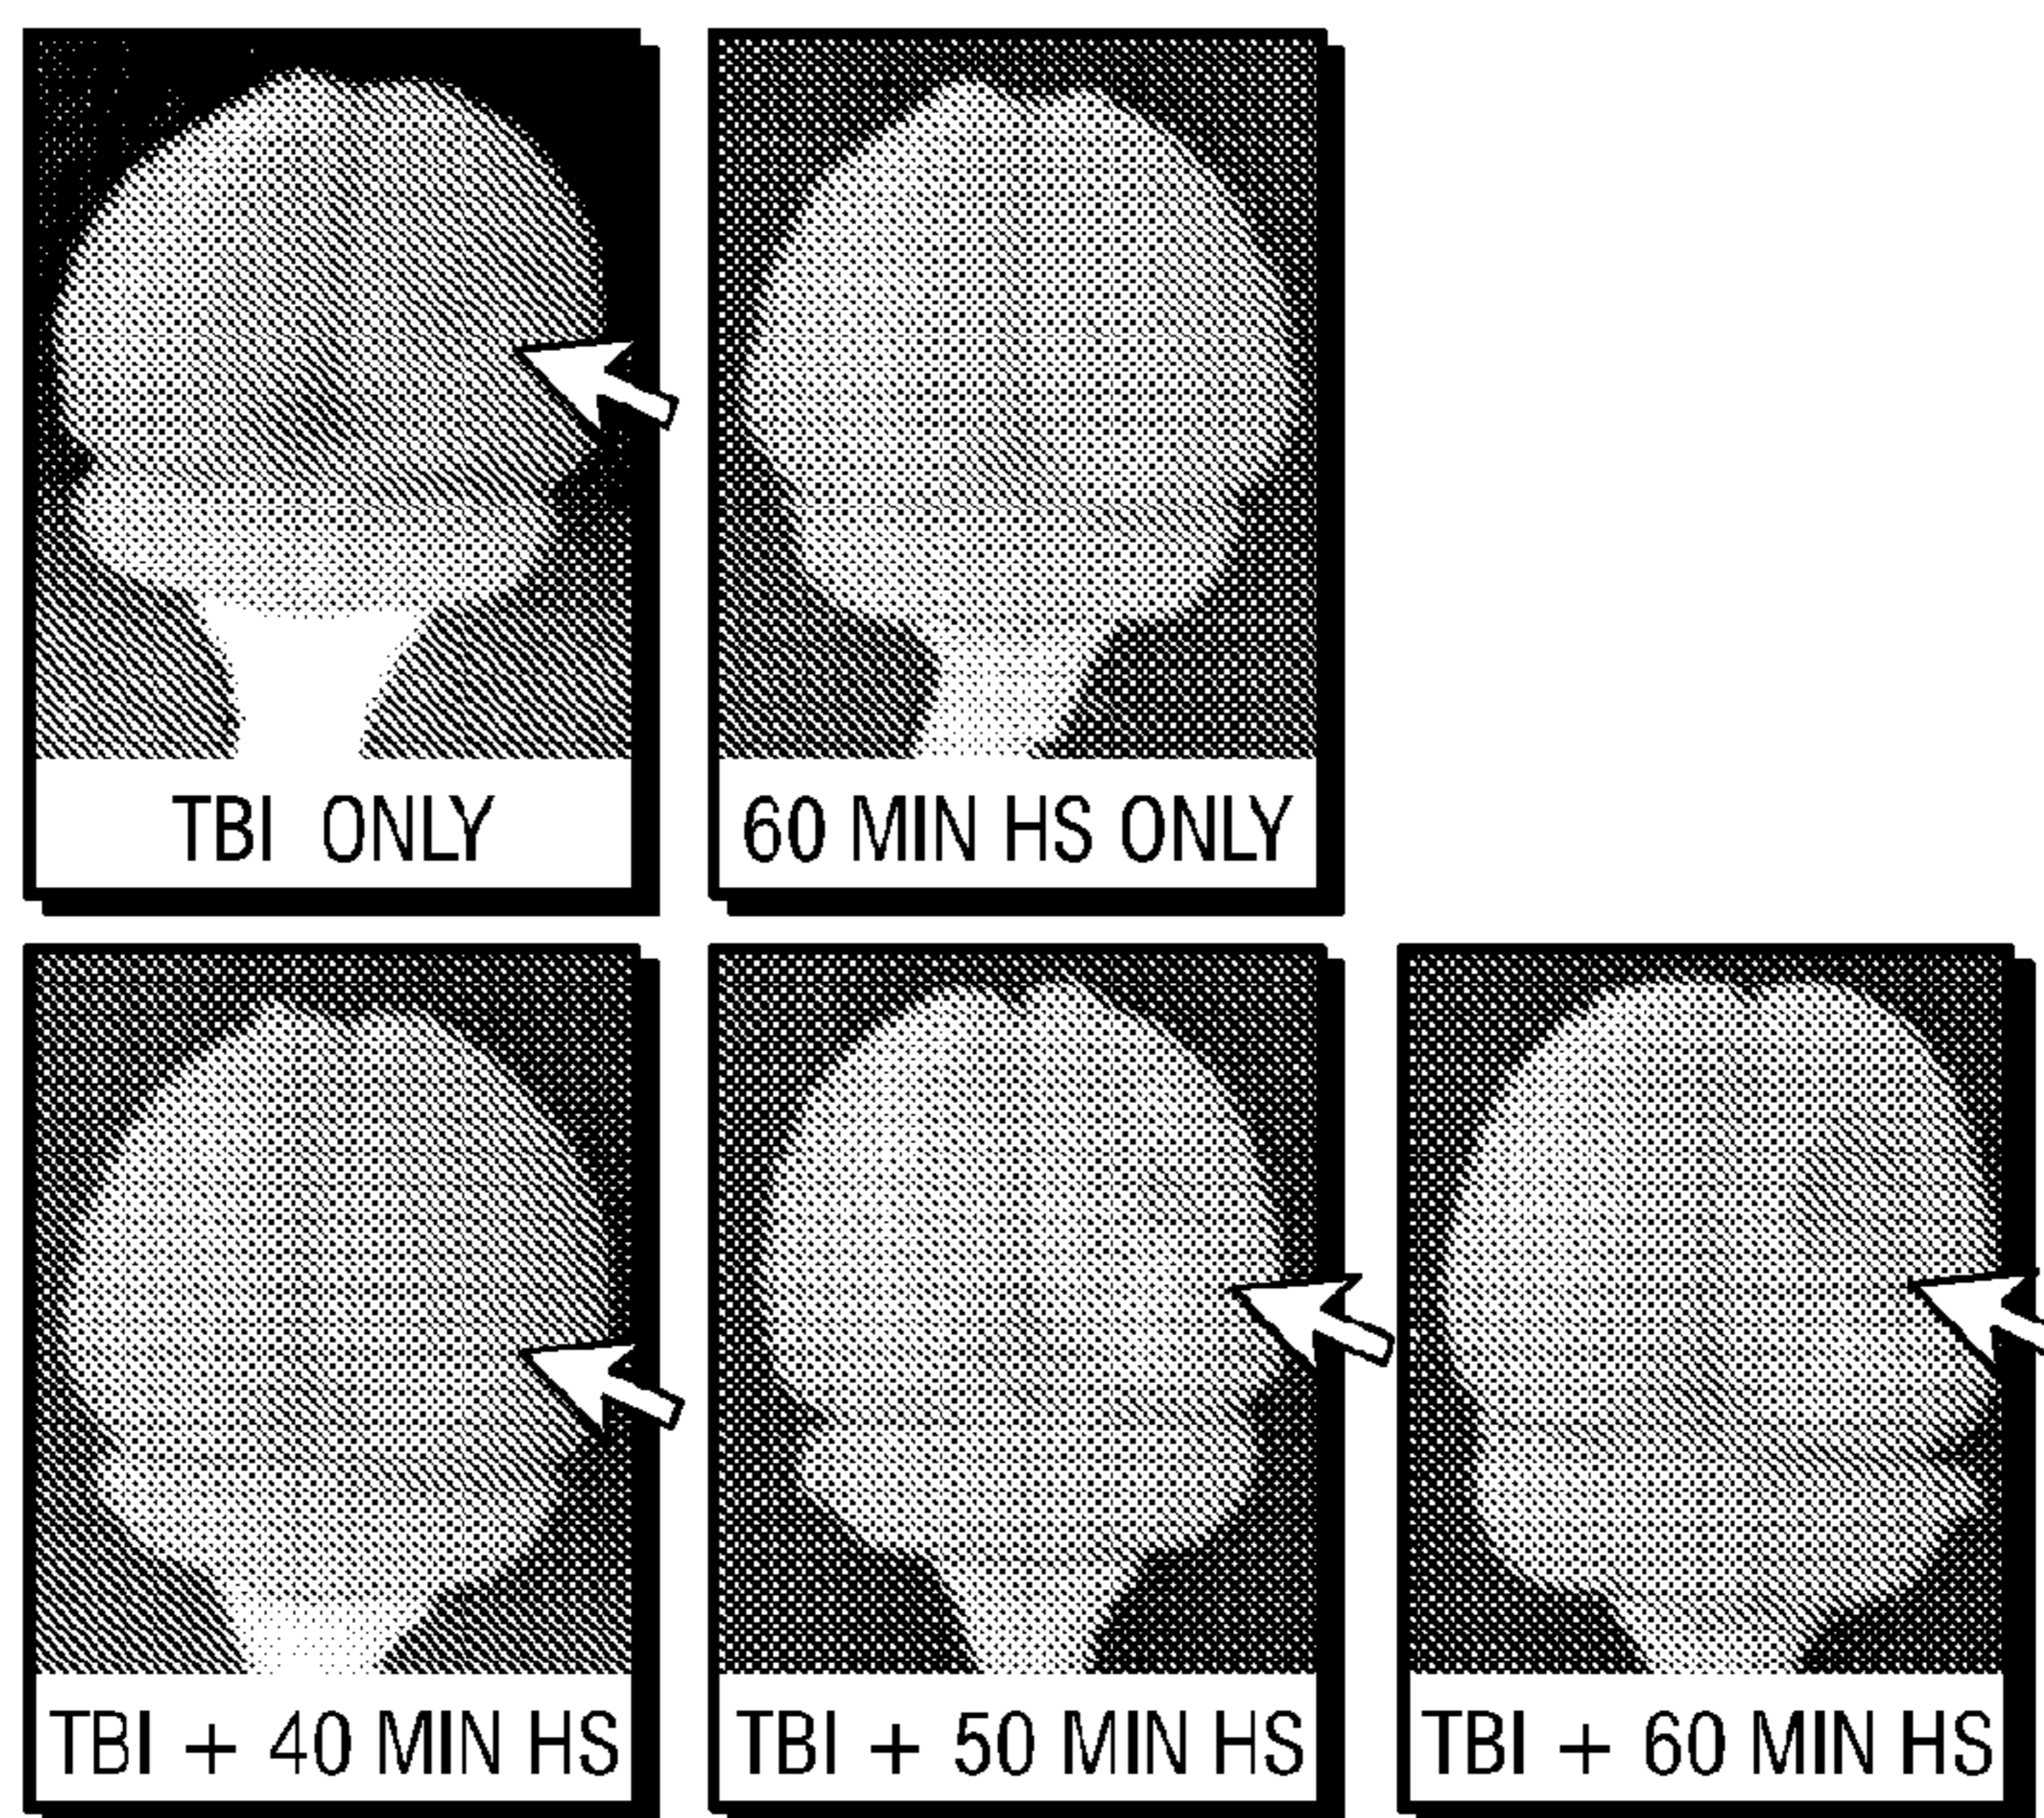 TBI ONLY
60 MIN HS ONLY
TBI + 40 MIN HS
TBI + 50 MIN HS
TBI + 60 MIN HS